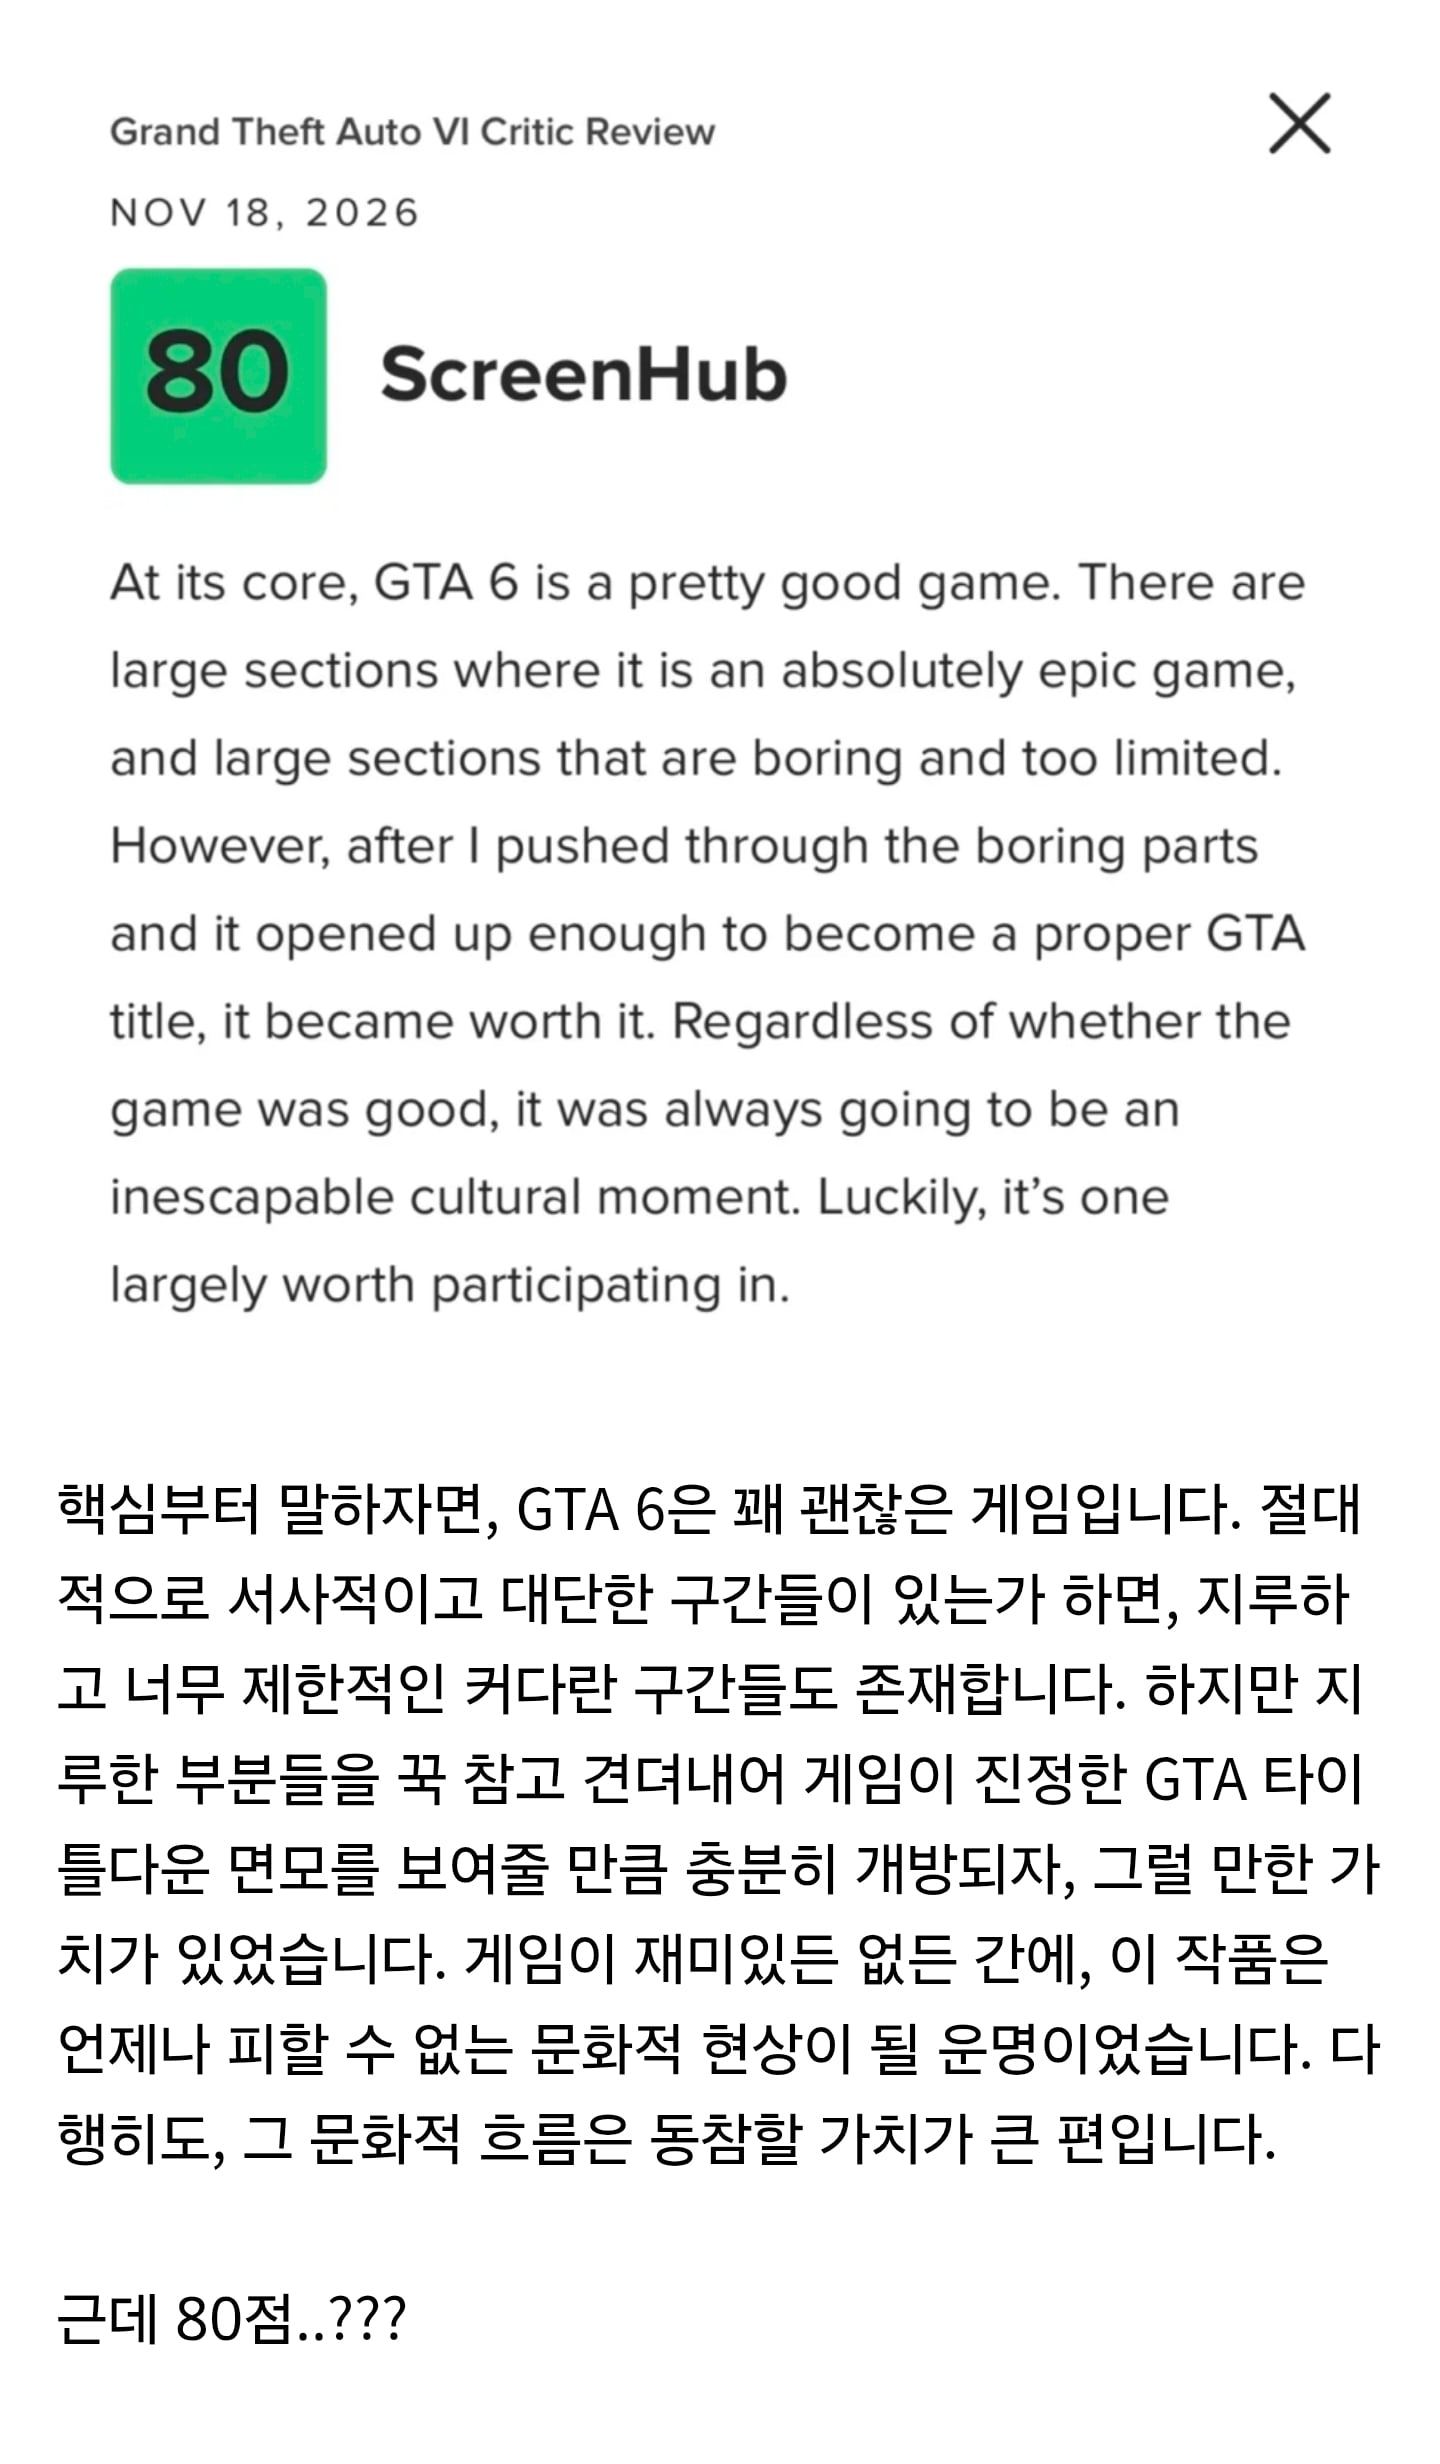 Grand Theft Auto VI Critic Review
NOV 18, 2026
80
ScreenHub
At its core, GTA 6 is a pretty good game. There are
large sections where it is an absolutely epic game,
and large sections that are boring and too limited.
However, after I pushed through the boring parts
and it opened up enough to become a proper GTA
title, it became worth it. Regardless of whether the
game was good, it was always going to be an
inescapable cultural moment. Luckily, it’s one
largely worth participating in.
핵심부터 말하자면, GTA 6은 꽤 괜찮은 게임입니다. 절대
적으로 서사적이고 대단한 구간들이 있는가 하면, 지루하
고 너무 제한적인 커다란 구간들도 존재합니다. 하지만 지
루한 부분들을 꾹 참고 견뎌내어 게임이 진정한 GTA 타이
틀다운 면모를 보여줄 만큼 충분히 개방되자, 그럴 만한 가
치가 있었습니다. 게임이 재미있든 없든 간에, 이 작품은
언제나 피할 수 없는 문화적 현상이 될 운명이었습니다. 다
행히도, 그 문화적 흐름은 동참할 가치가 큰 편입니다.
근데 80점..???